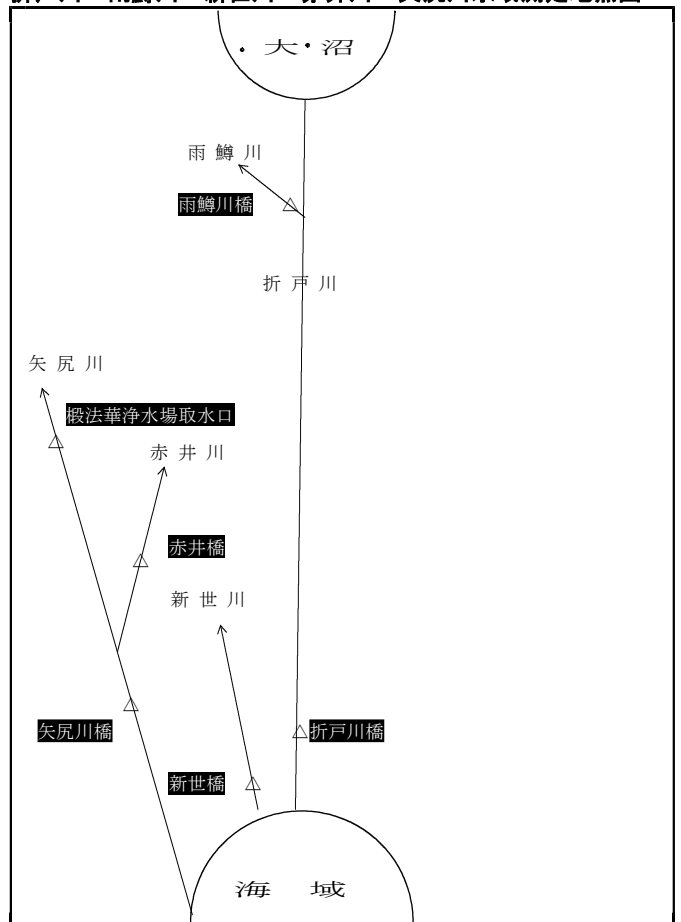 大・沼
雨鱒川
雨鱒川橋
折戸川
矢尻川
椴法華浄水場取水口
赤井川
赤井橋
新世川
矢尻川橋
折戸川橋
新世橋
海域